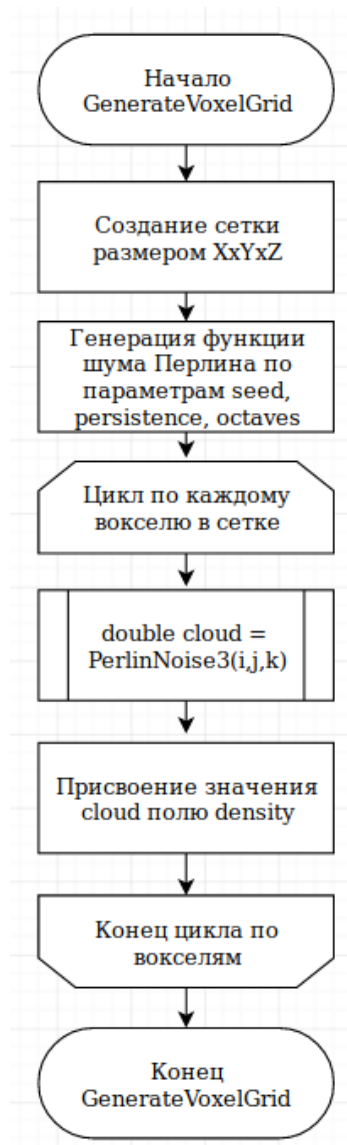 Начало
GenerateVoxelGrid
Создание сетки
размером XxYxZ
Генерация функции
шума Перлина по
параметрам seed,
persistence, octaves
Цикл по каждому
вокселю в сетке
double cloud =
PerlinNoise3(i,j,k)
Присвоение значения
cloud полю density
Конец цикла по
вокселям
Конец
GenerateVoxelGrid